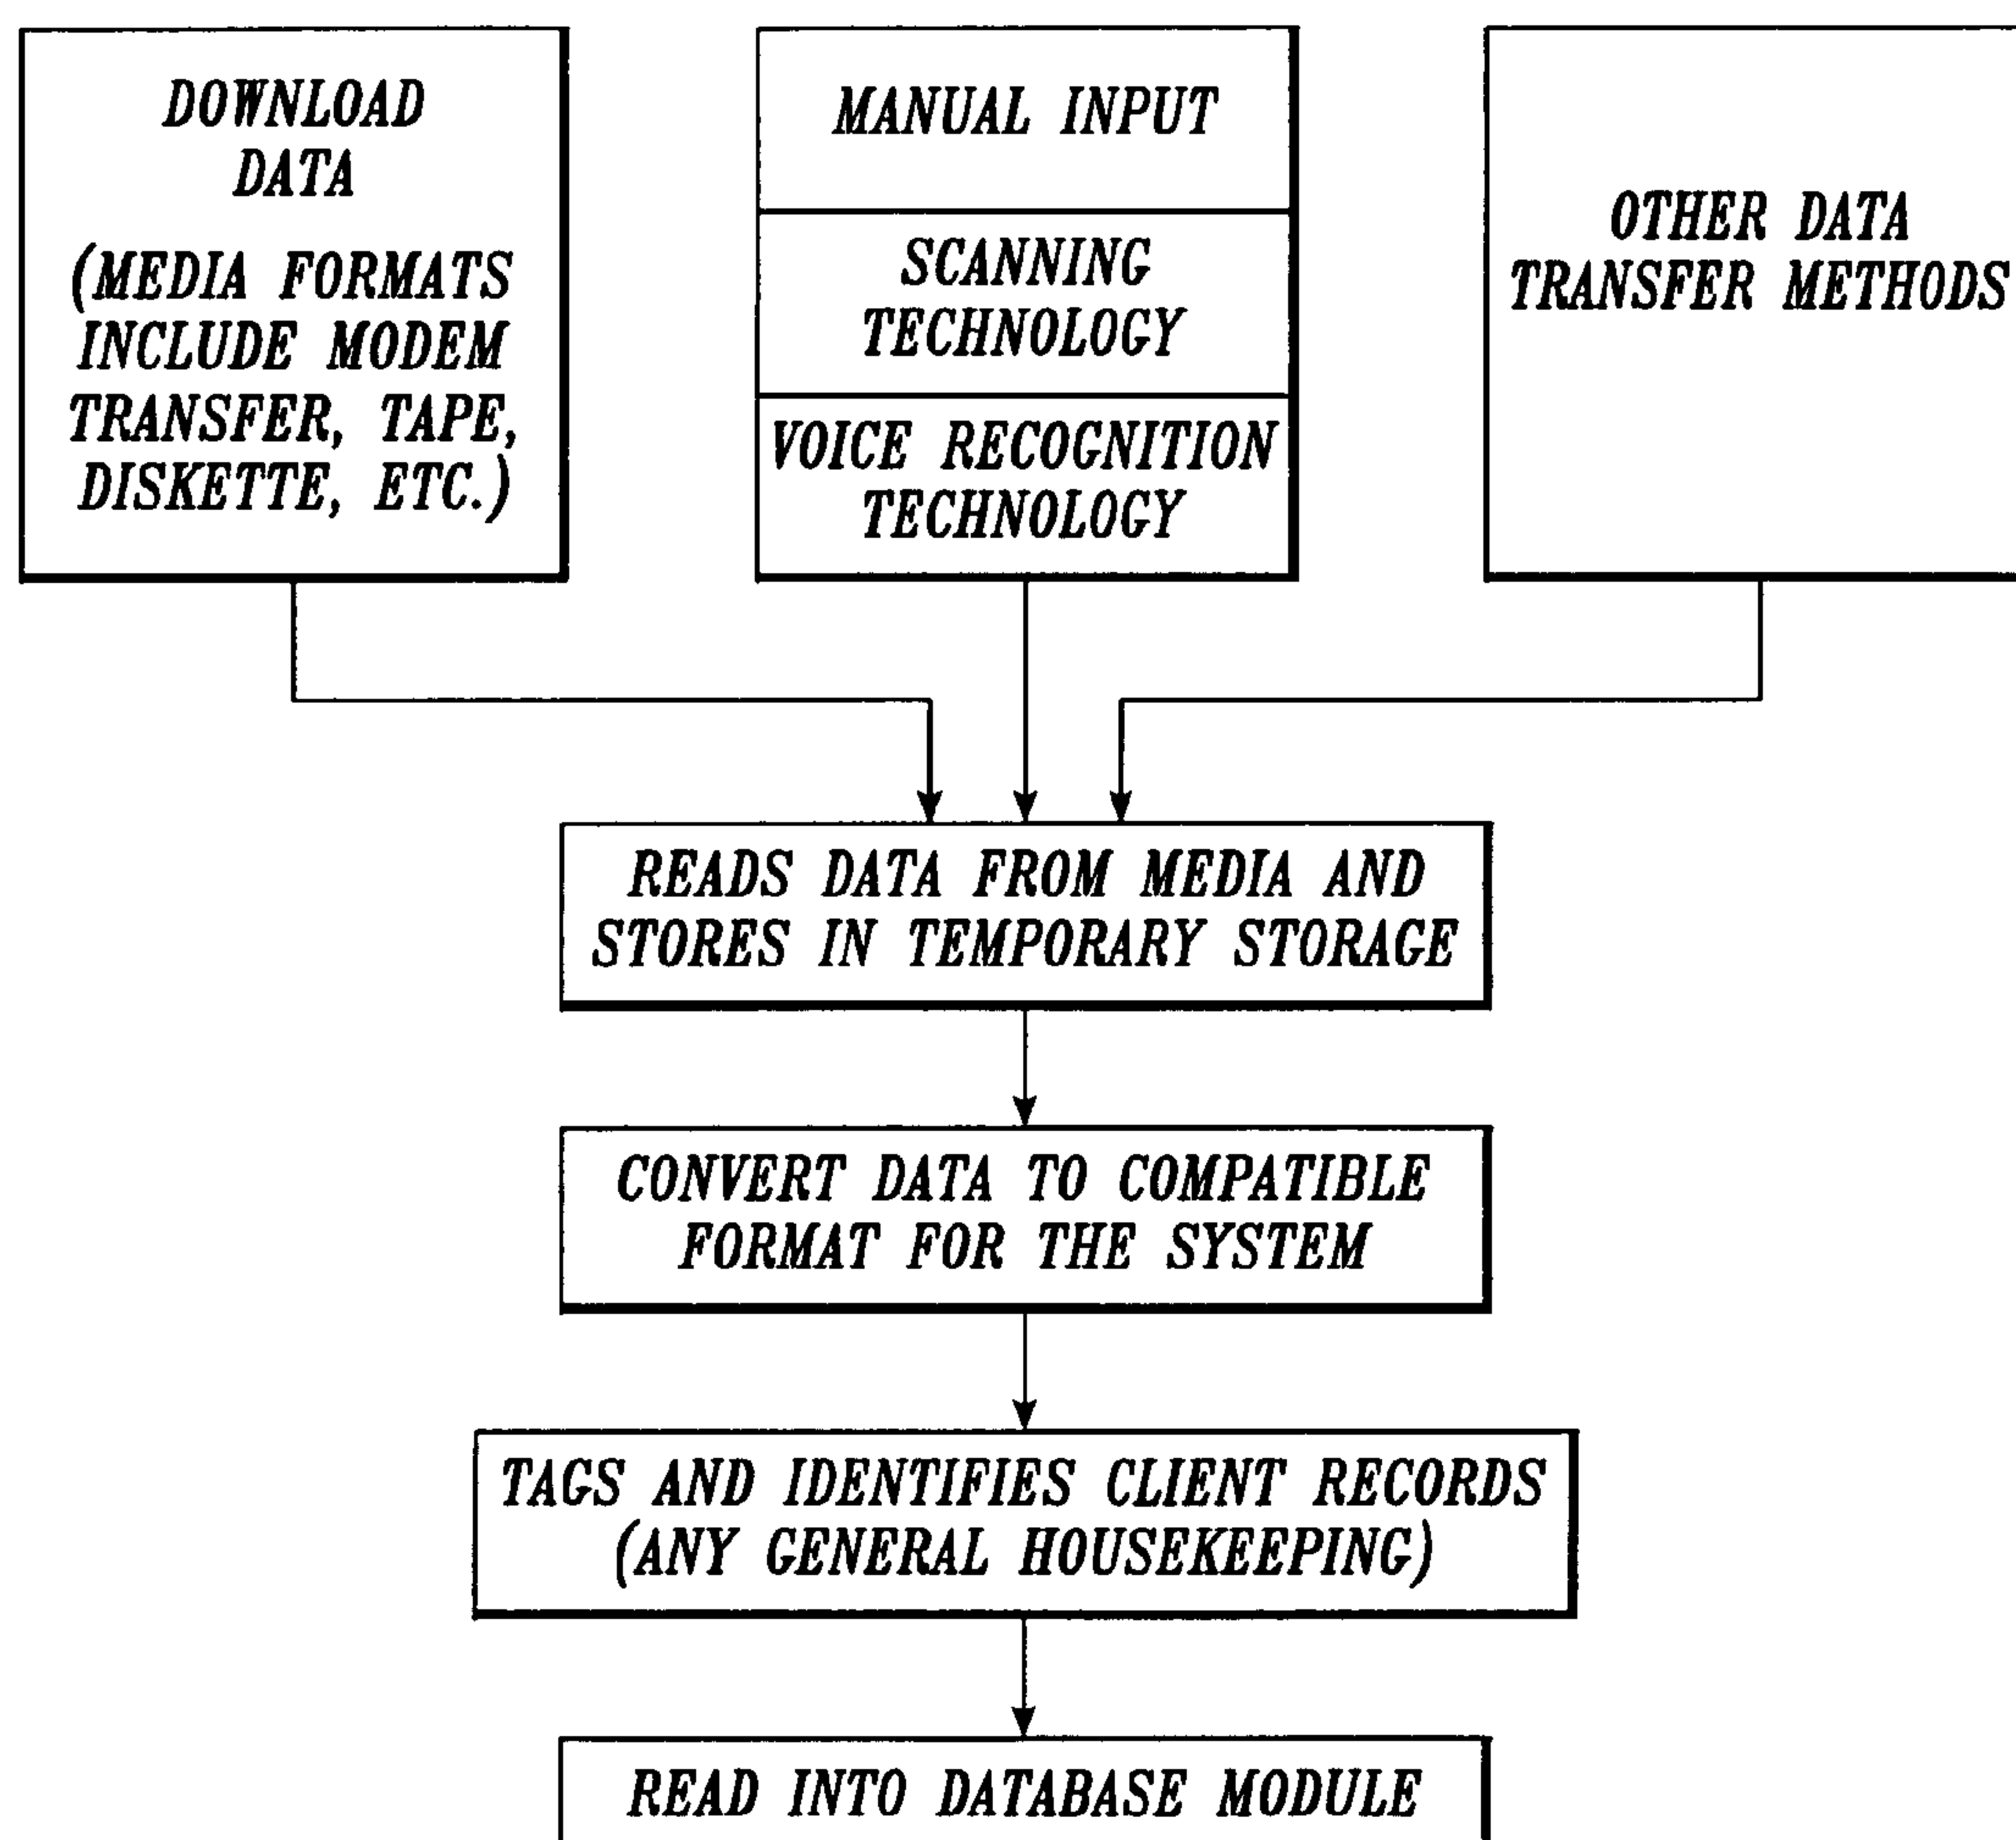 DOWNLOAD
DATA
(MEDIA FORMATS
INCLUDE MODEM
TRANSFER, TAPE,
DISKETTE, ETC.)
MANUAL INPUT
SCANNING
TECHNOLOGY
VOICE RECOGNITION
TECHNOLOGY
OTHER DATA
TRANSFER METHODS
READS DATA FROM MEDIA AND
STORES IN TEMPORARY STORAGE
CONVERT DATA TO COMPATIBLE
FORMAT FOR THE SYSTEM
TAGS AND IDENTIFIES CLIENT RECORDS
(ANY GENERAL HOUSEKEEPING)
READ INTO DATABASE MODULE